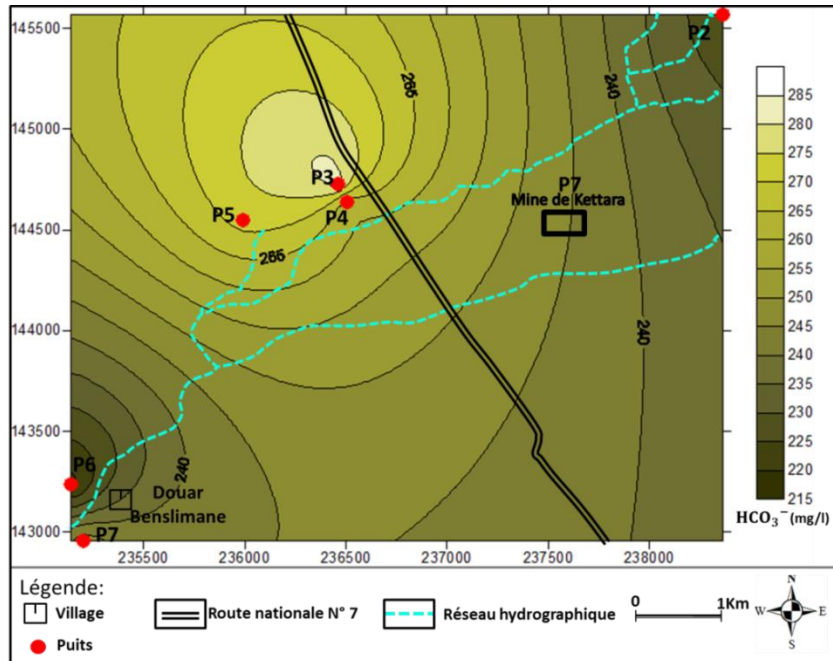 145500
145000
144500
144000
143500
143000
235500
236000
236500
237000
237500
238000
P2
240
265
P3
P4
P5
P7
Mine de Kettara
265
240
240
P6
Douar
Benslimane
P7
285
280
275
270
265
260
255
250
245
240
235
230
225
220
215
HCO₃⁻ (mg/l)
Légende:
Village
Route nationale N° 7
Réseau hydrographique
0 1Km
Puits
N
W E
S